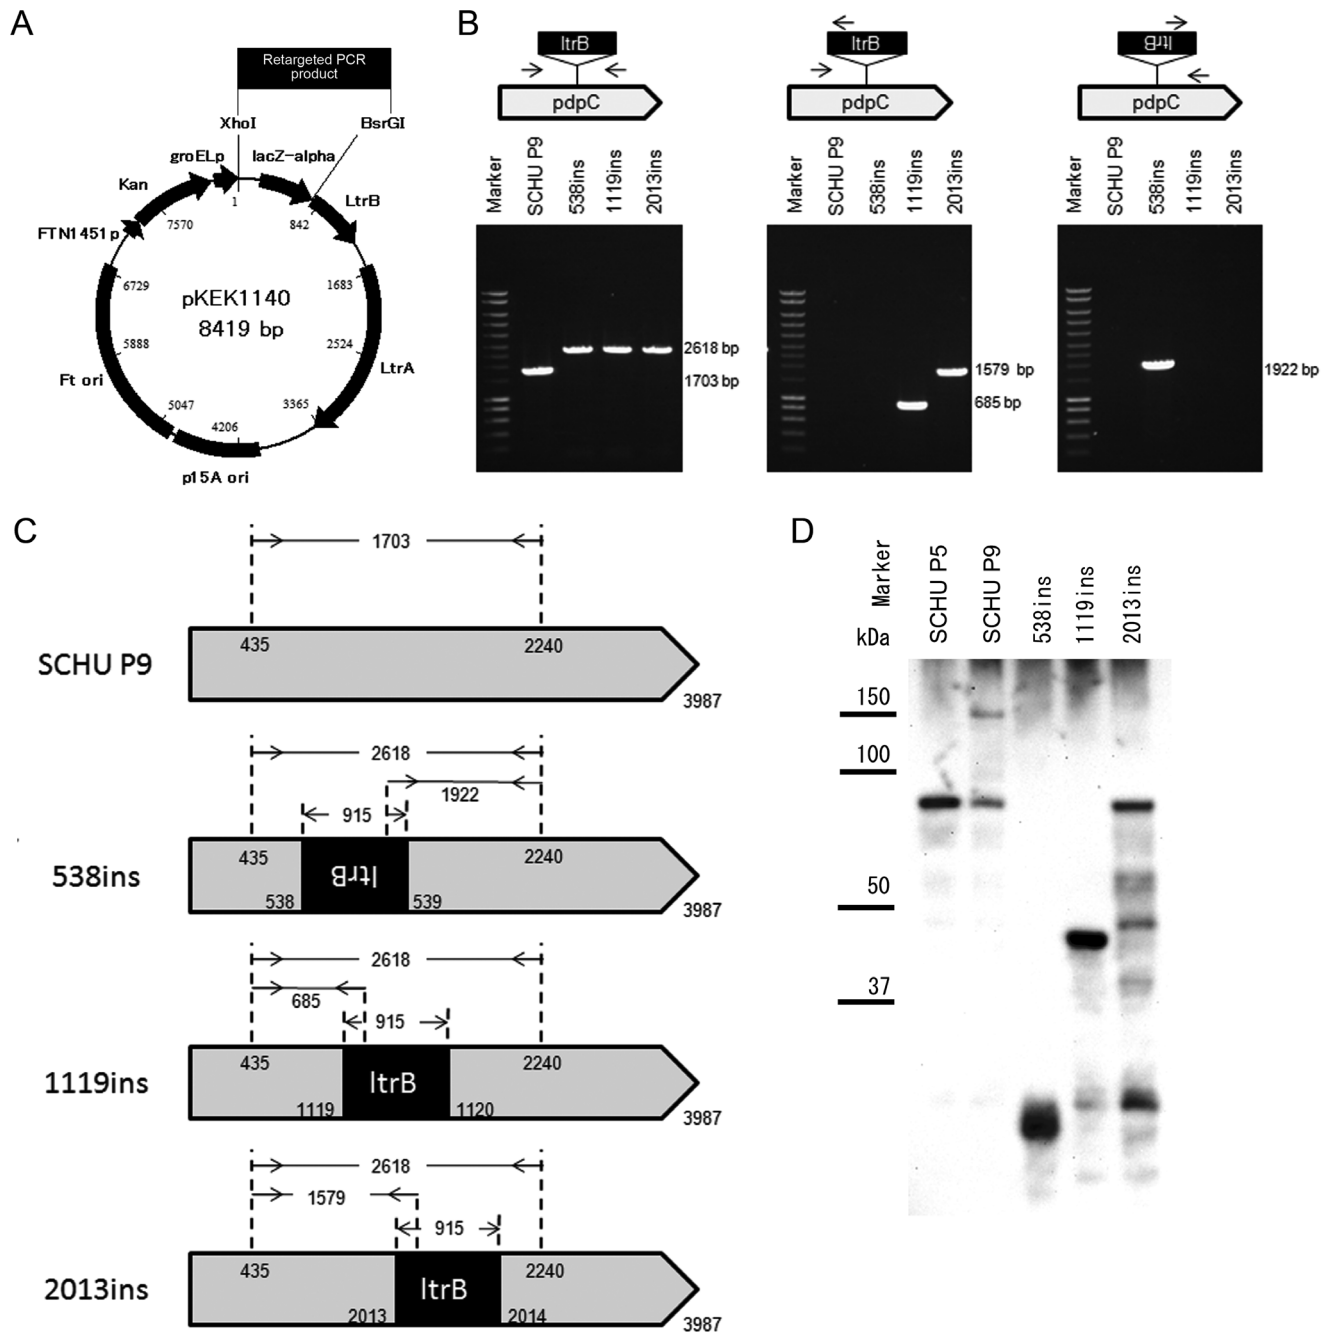 A
Retargeted PCR
product
XhoI
BsrGI
groELp
lacZ-alpha
Kan
LtrB
1
842
7570
FTN1451p
6729
1683
pKEK1140
8419 bp
5888
2524
Ft ori
LtrA
5047
4206
3365
p15A ori
B
ltrB
pdpC
Marker
SCHU P9
538ins
1119ins
2013ins
2618 bp
1703 bp
ltrB
pdpC
Marker
SCHU P9
538ins
1119ins
2013ins
1579 bp
685 bp
ltrB
pdpC
Marker
SCHU P9
538ins
1119ins
2013ins
1922 bp
C
1703
SCHU P9
435
2240
3987
2618
1922
915
538ins
435
2240
ltrB
538
539
3987
2618
685
915
1119ins
435
2240
ltrB
1119
1120
3987
2618
1579
915
2013ins
435
2240
ltrB
2013
2014
3987
D
Marker
SCHU P5
SCHU P9
538ins
1119ins
2013ins
kDa
150
100
50
37